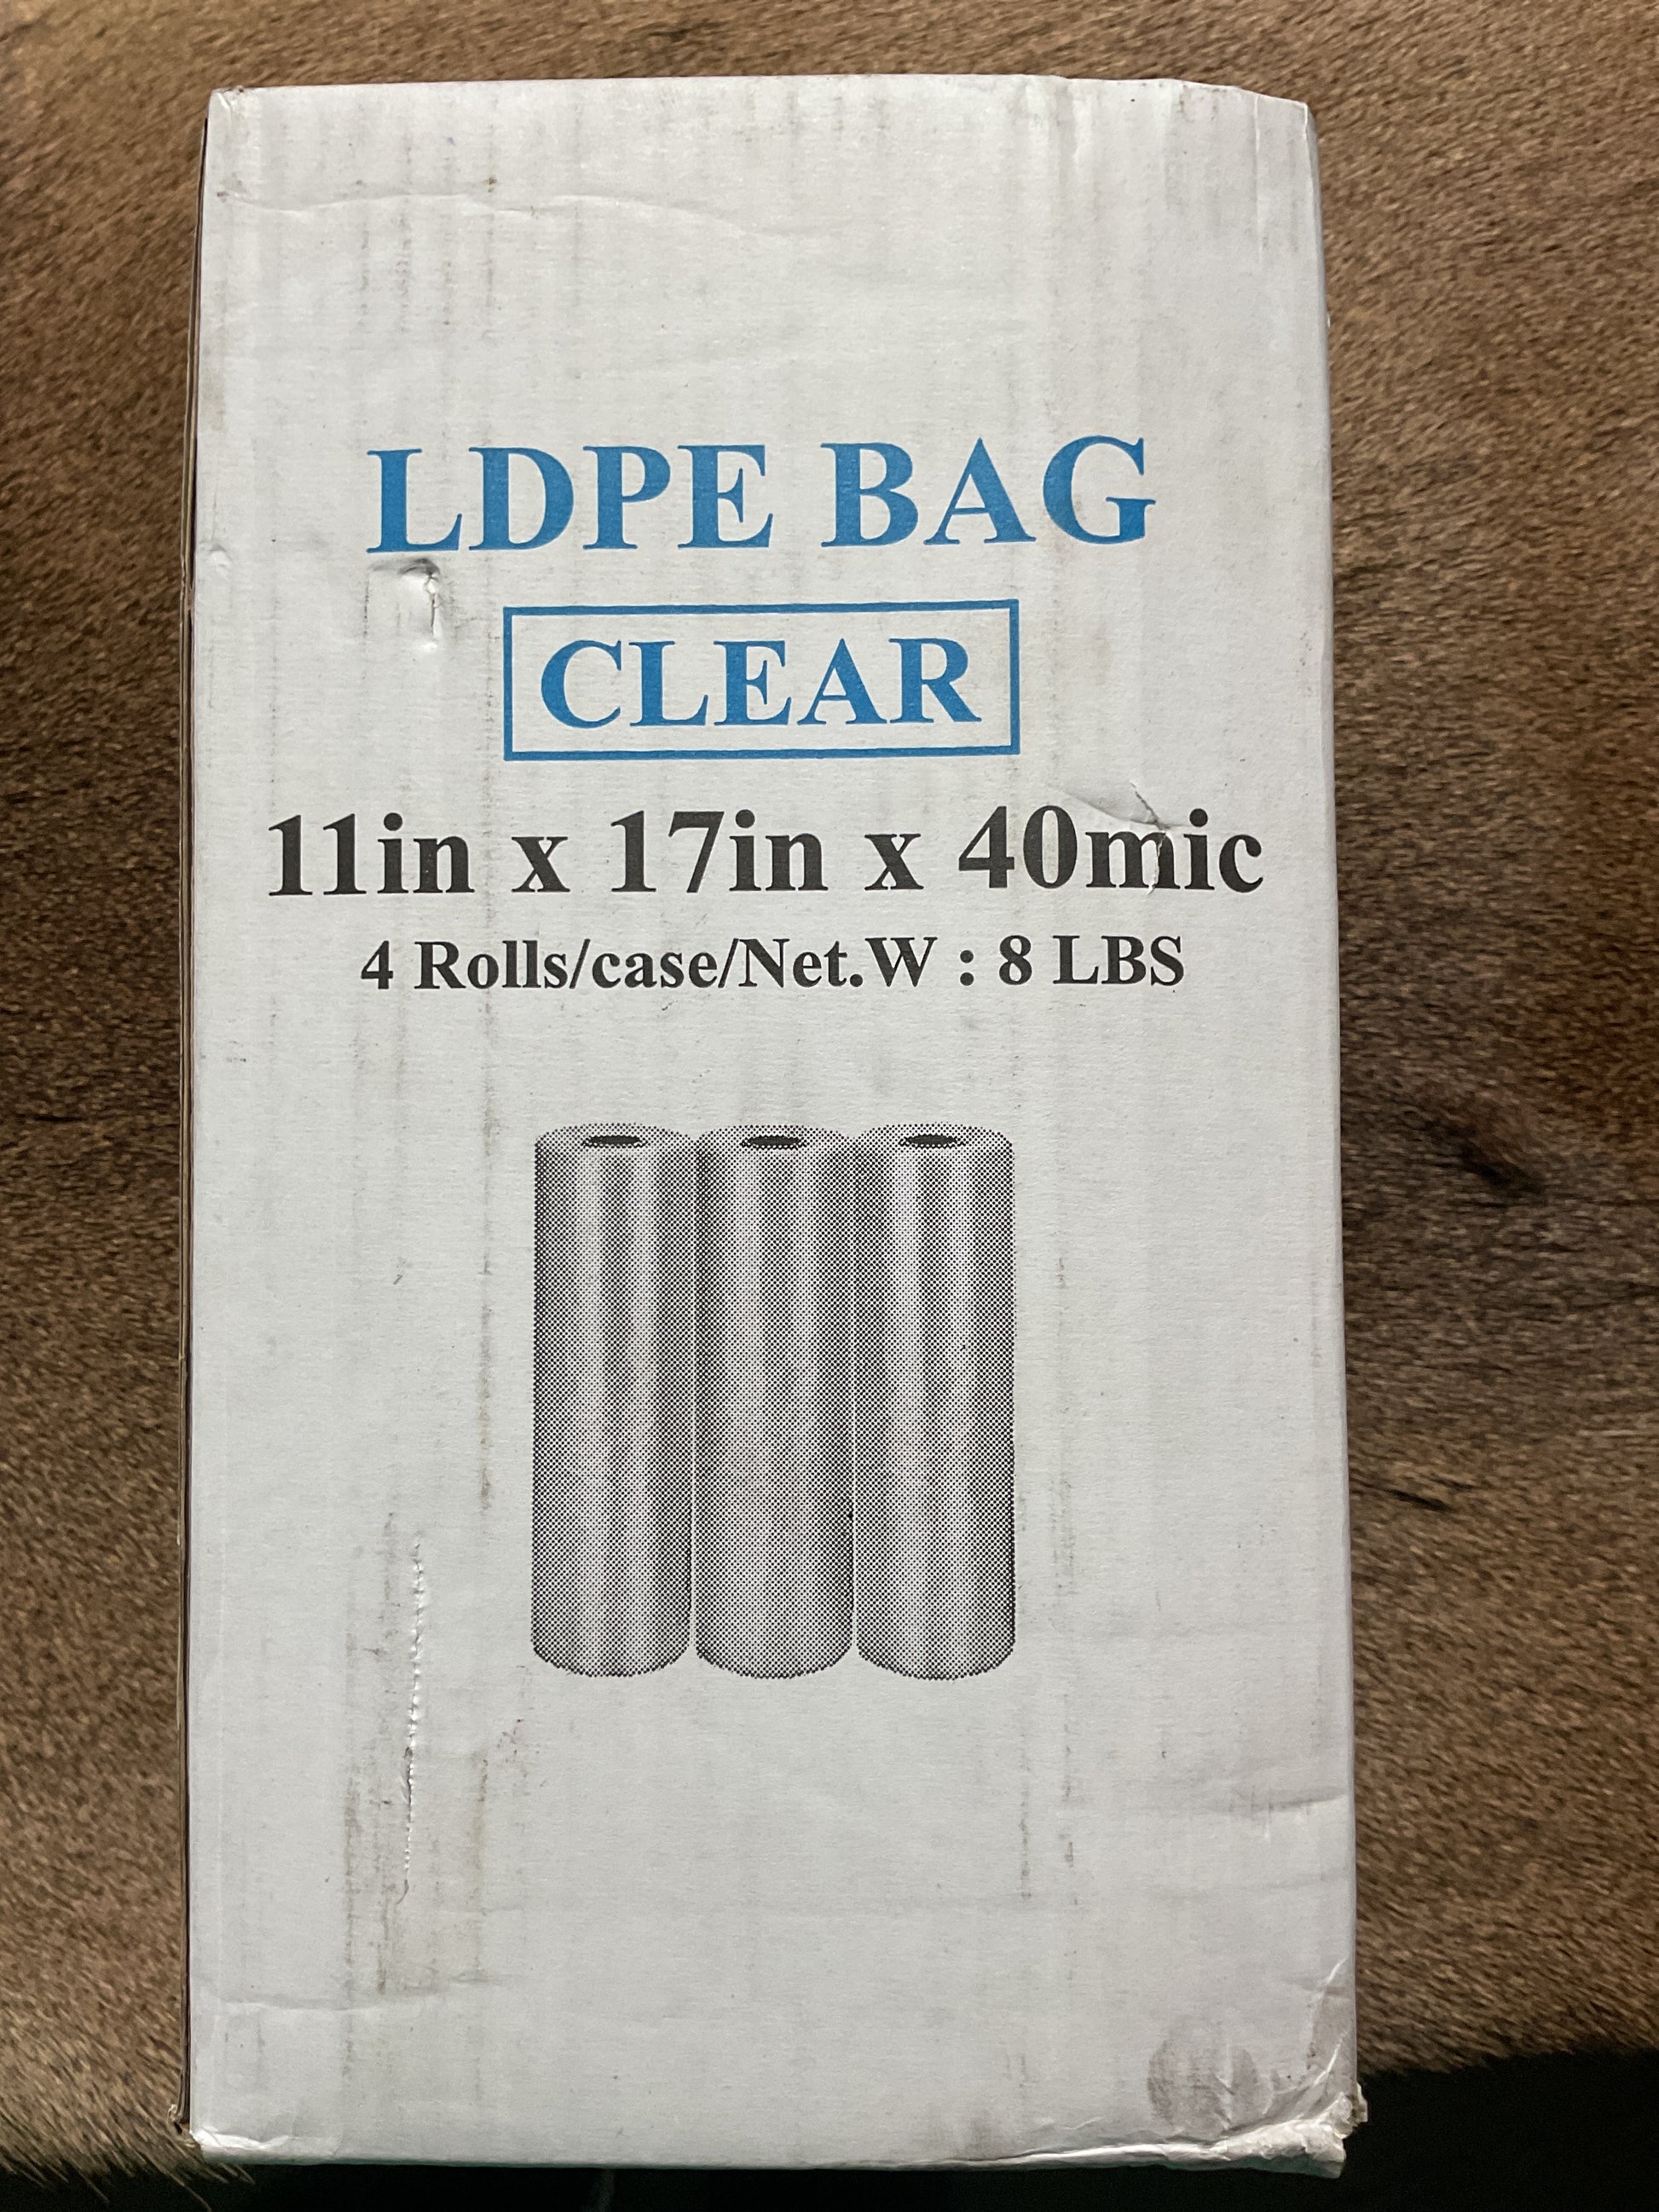 LDPE BAG
CLEAR
11in x 17in x 40mic
4 Rolls/case/Net.W : 8 LBS